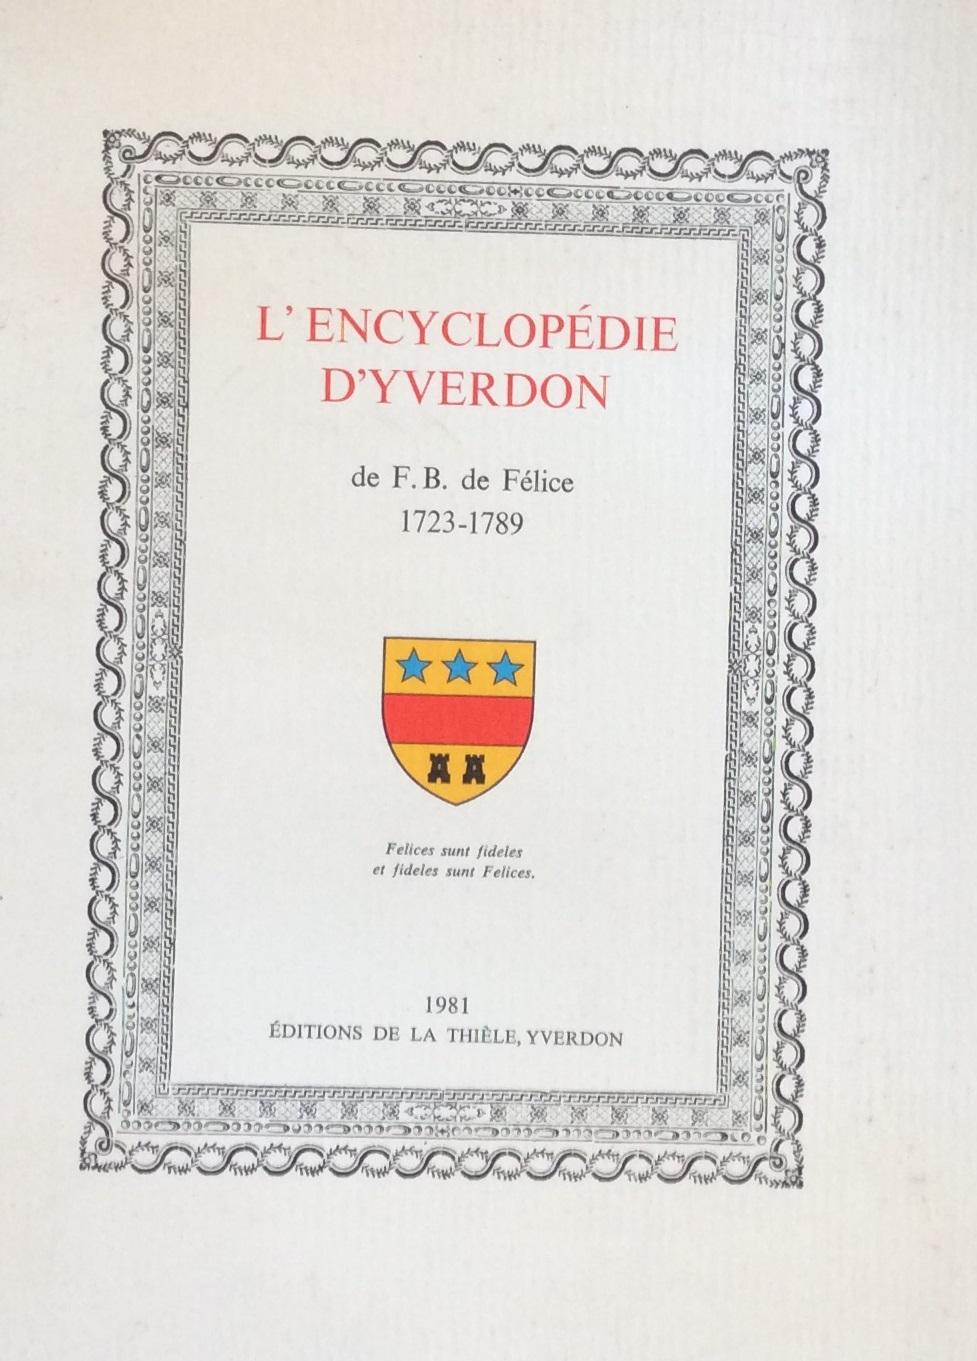 L' ENCYCLOPÉDIE
D'YVERDON
de F. B. de Félice
1723-1789
Felices sunt fideles
et fideles sunt Felices.
1981
ÉDITIONS DE LA THIÈLE, YVERDON